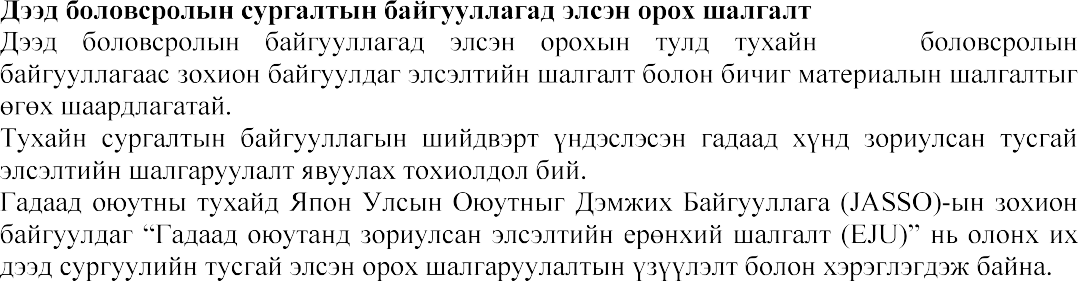 Дээд боловсролын сургалтын байгууллагад элсэн орох шалгалт
Дээд боловсролын байгууллагад элсэн орохын тулд тухайн боловсролын
байгууллагаас зохион байгуулдаг элсэлтийн шалгалт болон бичиг материалын шалгалтыг
өгөх шаардлагатай.
Тухайн сургалтын байгууллагын шийдвэрт үндэслэсэн гадаад хүнд зориулсан тусгай
элсэлтийн шалгаруулалт явуулах тохиолдол бий.
Гадаад оюутны тухайд Япон Улсын Оюутныг Дэмжих Байгууллага (JASSO)-ын зохион
байгуулдаг “Гадаад оюутанд зориулсан элсэлтийн ерөнхий шалгалт (EJU)” нь олонх их
дээд сургуулийн тусгай элсэн орох шалгаруулалтын үзүүлэлт болон хэрэглэгдэж байна.